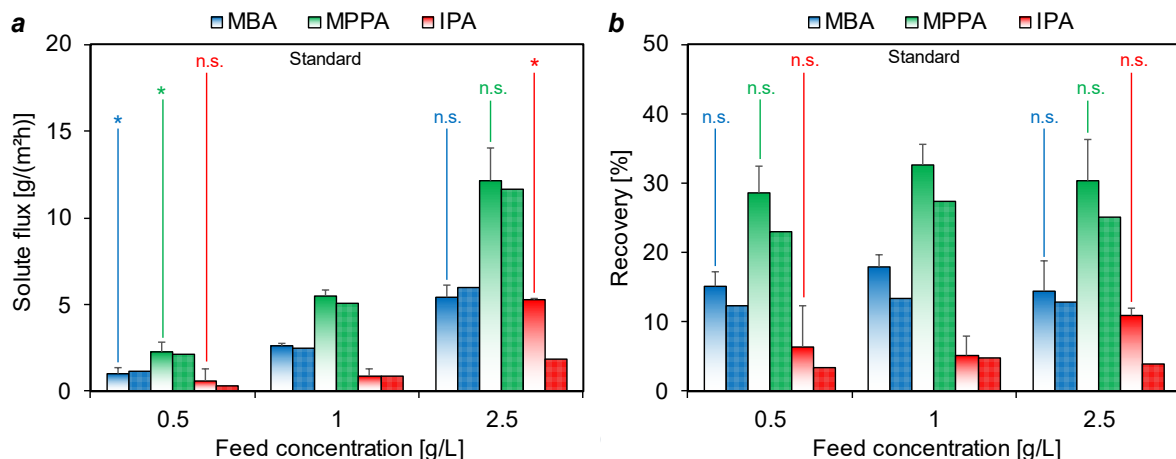 a
MBA MPPA IPA
20
15
10
5
0
Solute flux [g/(m²h)]
Standard
*
*
n.s.
n.s.
n.s.
*
0.5 1 2.5
Feed concentration [g/L]
b
MBA MPPA IPA
50
40
30
20
10
0
Recovery [%]
Standard
n.s.
n.s.
n.s.
n.s.
n.s.
n.s.
0.5 1 2.5
Feed concentration [g/L]